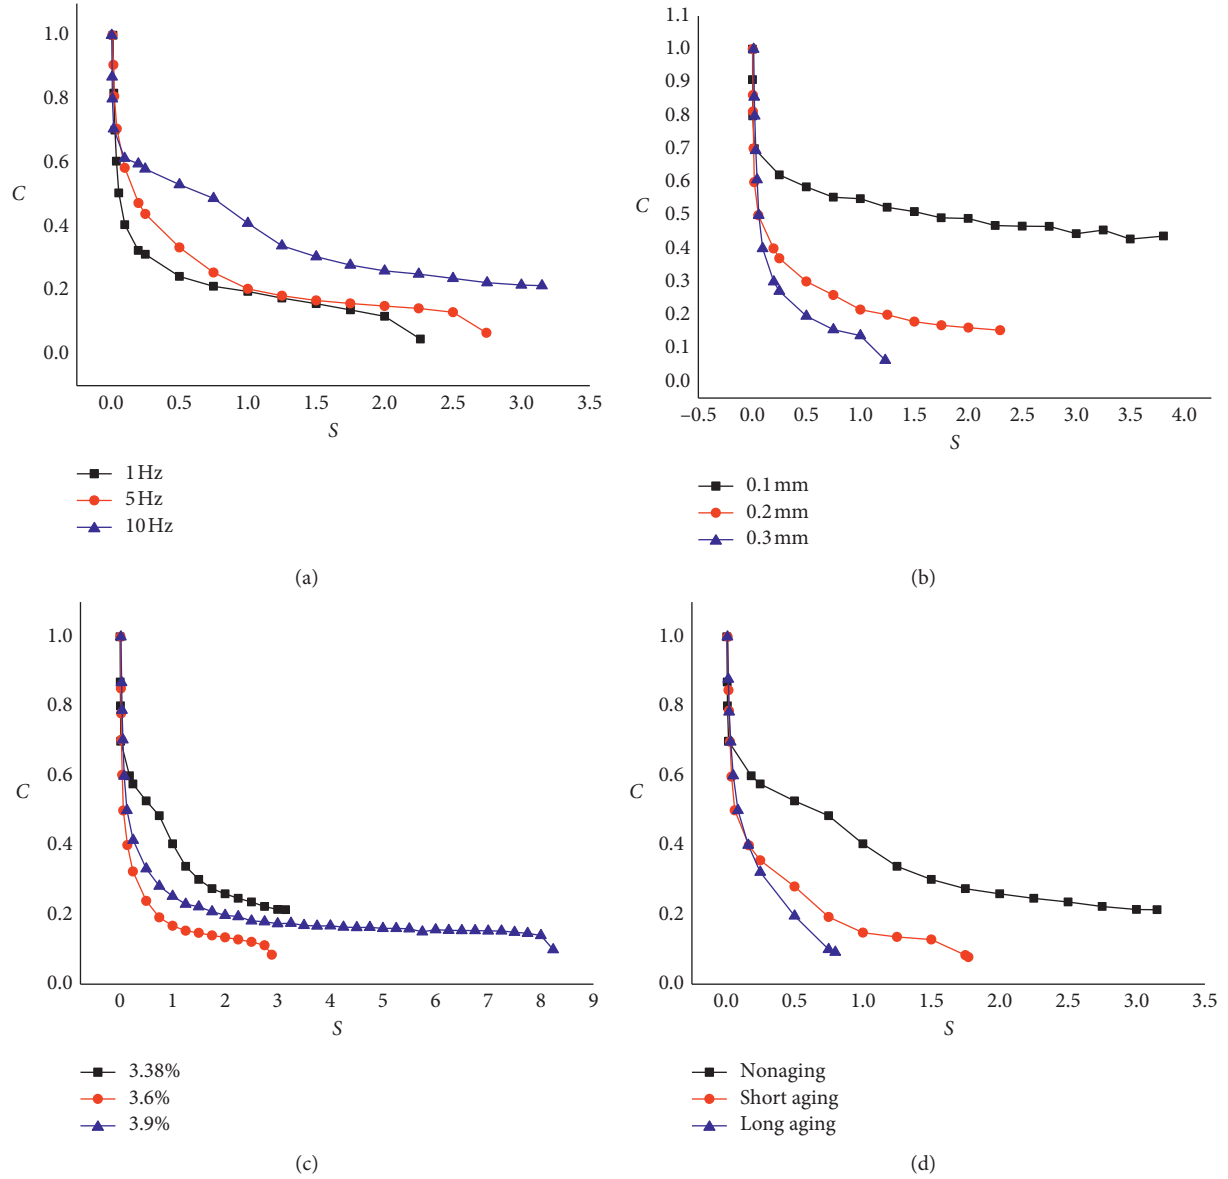 1.0
0.8
0.6
C
0.4
0.2
0.0
0.0 0.5 1.0 1.5 2.0 2.5 3.0 3.5
S
1 Hz
5 Hz
10 Hz
(a)
1.1
1.0
0.9
0.8
0.7
0.6
C
0.5
0.4
0.3
0.2
0.1
0.0
−0.5 0.0 0.5 1.0 1.5 2.0 2.5 3.0 3.5 4.0
S
0.1 mm
0.2 mm
0.3 mm
(b)
1.0
0.8
0.6
C
0.4
0.2
0.0
0 1 2 3 4 5 6 7 8 9
S
3.38%
3.6%
3.9%
(c)
1.0
0.8
0.6
C
0.4
0.2
0.0
0.0 0.5 1.0 1.5 2.0 2.5 3.0 3.5
S
Nonaging
Short aging
Long aging
(d)